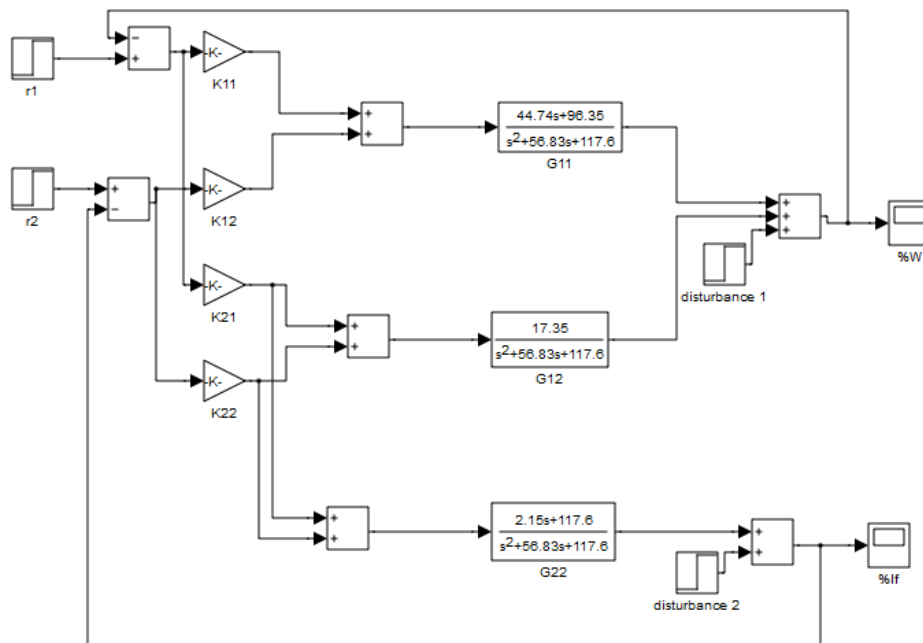 r1
-K-
K11
r2
-K-
K12
-K-
K21
-K-
K22
44.74s+96.35
s2+56.83s+117.6
G11
17.35
s2+56.83s+117.6
G12
2.15s+117.6
s2+56.83s+117.6
G22
disturbance 1
%W
disturbance 2
%If